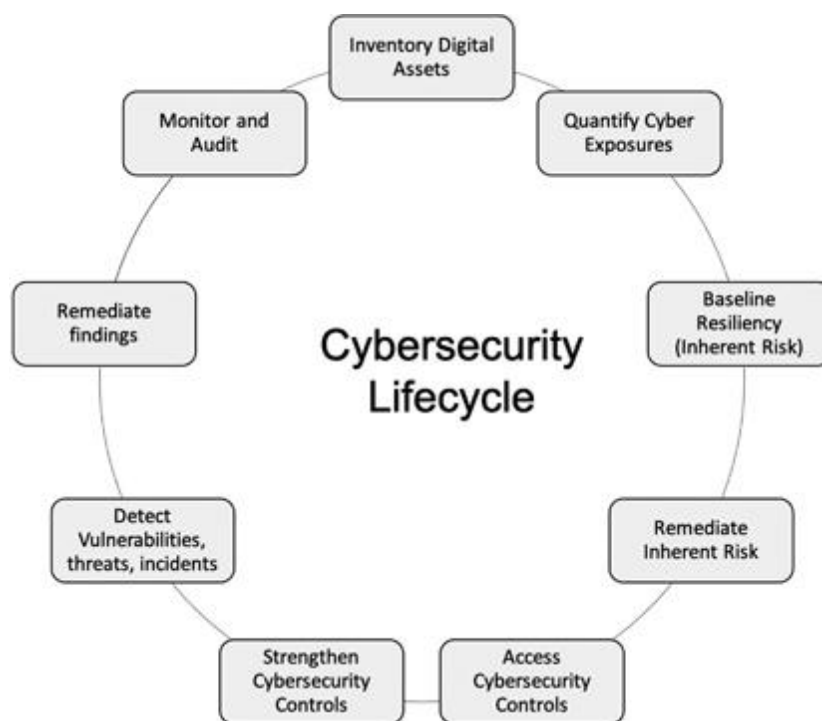 Inventory Digital
Assets
Quantify Cyber
Exposures
Baseline
Resiliency
(Inherent Risk)
Remediate
Inherent Risk
Access
Cybersecurity
Controls
Strengthen
Cybersecurity
Controls
Detect
Vulnerabilities,
threats, incidents
Remediate
findings
Monitor and
Audit
Cybersecurity
Lifecycle